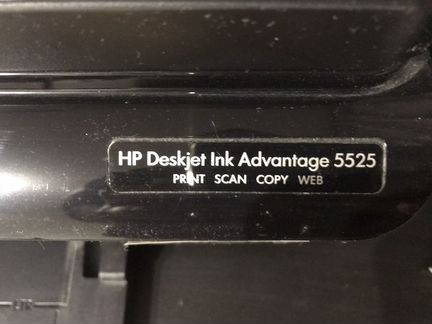 HP Deskjet Ink Advantage 5525
PRINT SCAN COPY WEB